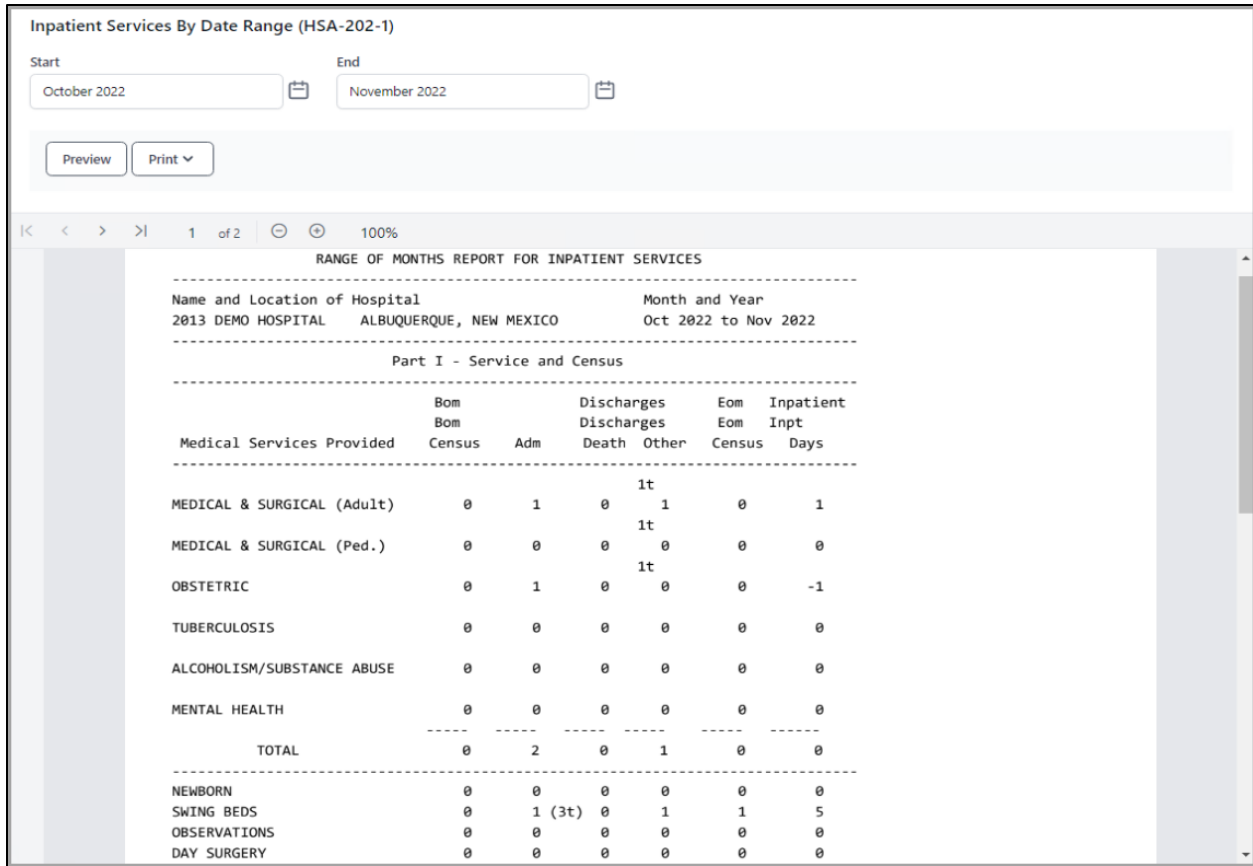 Inpatient Services By Date Range (HSA-202-1)
Start End
October 2022 November 2022
Preview Print
1 of 2 100%
RANGE OF MONTHS REPORT FOR INPATIENT SERVICES
--------------------------------------------------------------------------------
Name and Location of Hospital Month and Year
2013 DEMO HOSPITAL ALBUQUERQUE, NEW MEXICO Oct 2022 to Nov 2022
--------------------------------------------------------------------------------
Part I - Service and Census
--------------------------------------------------------------------------------
Bom Discharges Eom Inpatient
Bom Discharges Eom Inpt
Medical Services Provided Census Adm Death Other Census Days
--------------------------------------------------------------------------------
1t
MEDICAL & SURGICAL (Adult) 0 1 0 1 0 1
1t
MEDICAL & SURGICAL (Ped.) 0 0 0 0 0 0
1t
OBSTETRIC 0 1 0 0 0 -1
TUBERCULOSIS 0 0 0 0 0 0
ALCOHOLISM/SUBSTANCE ABUSE 0 0 0 0 0 0
MENTAL HEALTH 0 0 0 0 0 0
----- ----- ----- ----- ----- ------
TOTAL 0 2 0 1 0 0
--------------------------------------------------------------------------------
NEWBORN 0 0 0 0 0 0
SWING BEDS 0 1 (3t) 0 1 1 5
OBSERVATIONS 0 0 0 0 0 0
DAY SURGERY 0 0 0 0 0 0